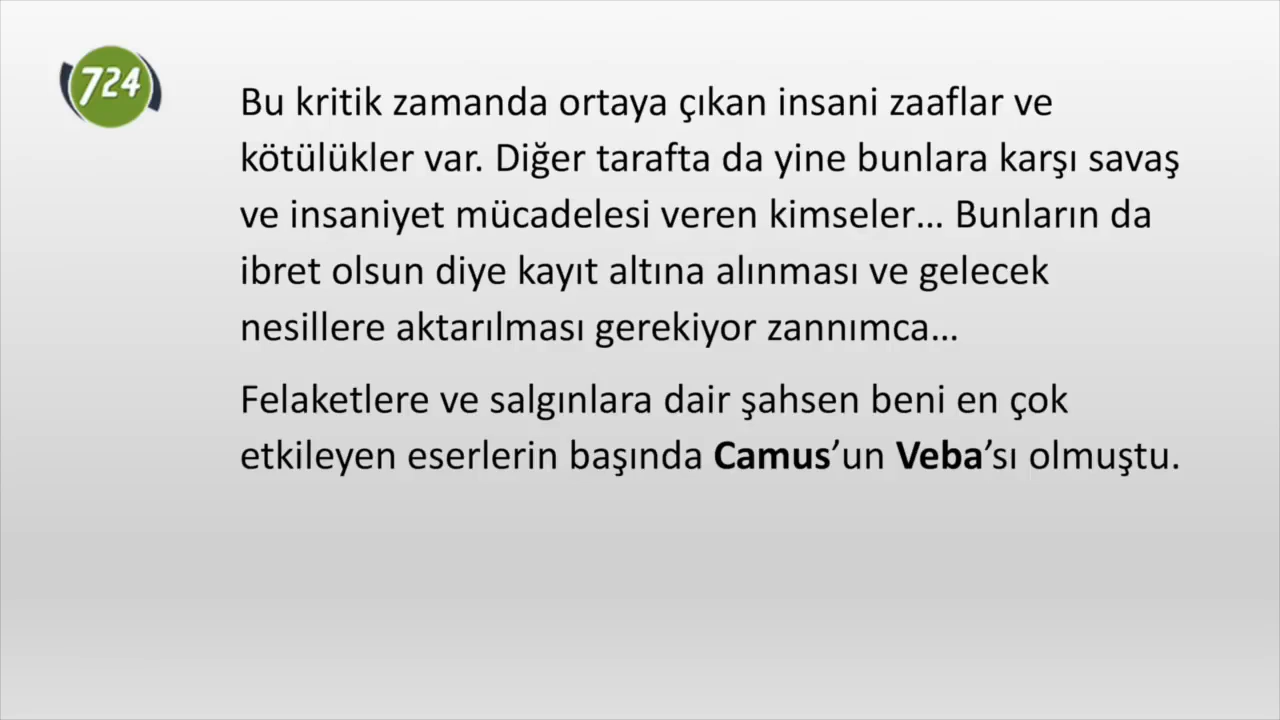 724
Bu kritik zamanda ortaya çıkan insani zaaflar ve
kötülükler var. Diğer tarafta da yine bunlara karşı savaş
ve insaniyet mücadelesi veren kimseler… Bunların da
ibret olsun diye kayıt altına alınması ve gelecek
nesillere aktarılması gerekiyor zannımca…
Felaketlere ve salgınlara dair şahsen beni en çok
etkileyen eserlerin başında Camus’un Veba’sı olmuştu.